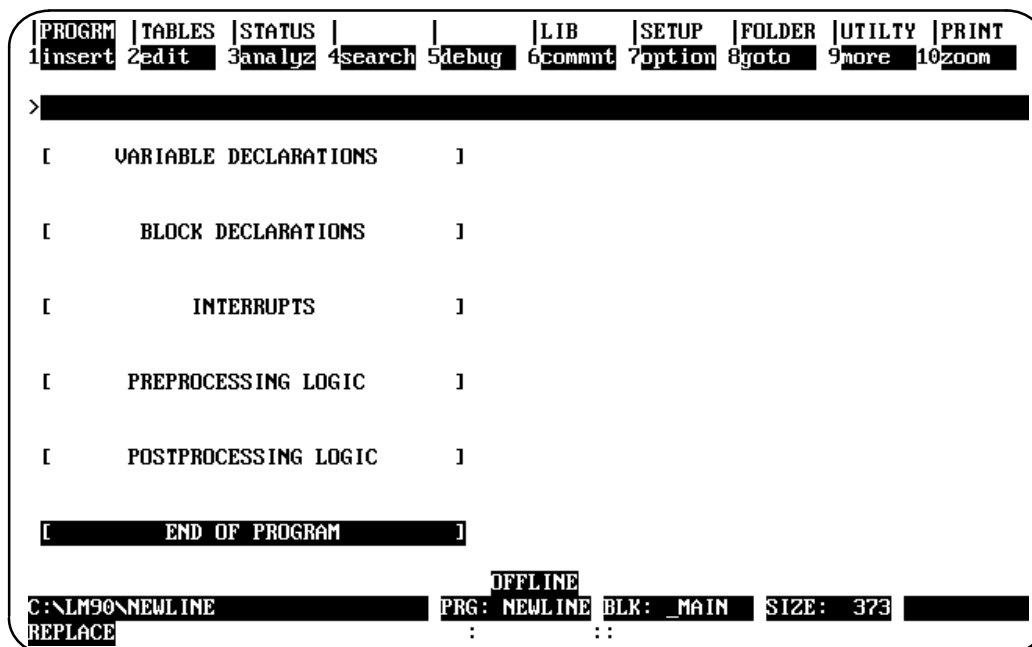 |PROGRM |TABLES |STATUS | | |LIB |SETUP |FOLDER |UTILTY |PRINT
1insert 2edit 3analyz 4search 5debug 6commnt 7option 8goto 9more 10zoom
>
[ VARIABLE DECLARATIONS ]
[ BLOCK DECLARATIONS ]
[ INTERRUPTS ]
[ PREPROCESSING LOGIC ]
[ POSTPROCESSING LOGIC ]
[ END OF PROGRAM ]
OFFLINE
C:\LM90\NEWLINE PRG: NEWLINE BLK: _MAIN SIZE: 373
REPLACE : ::